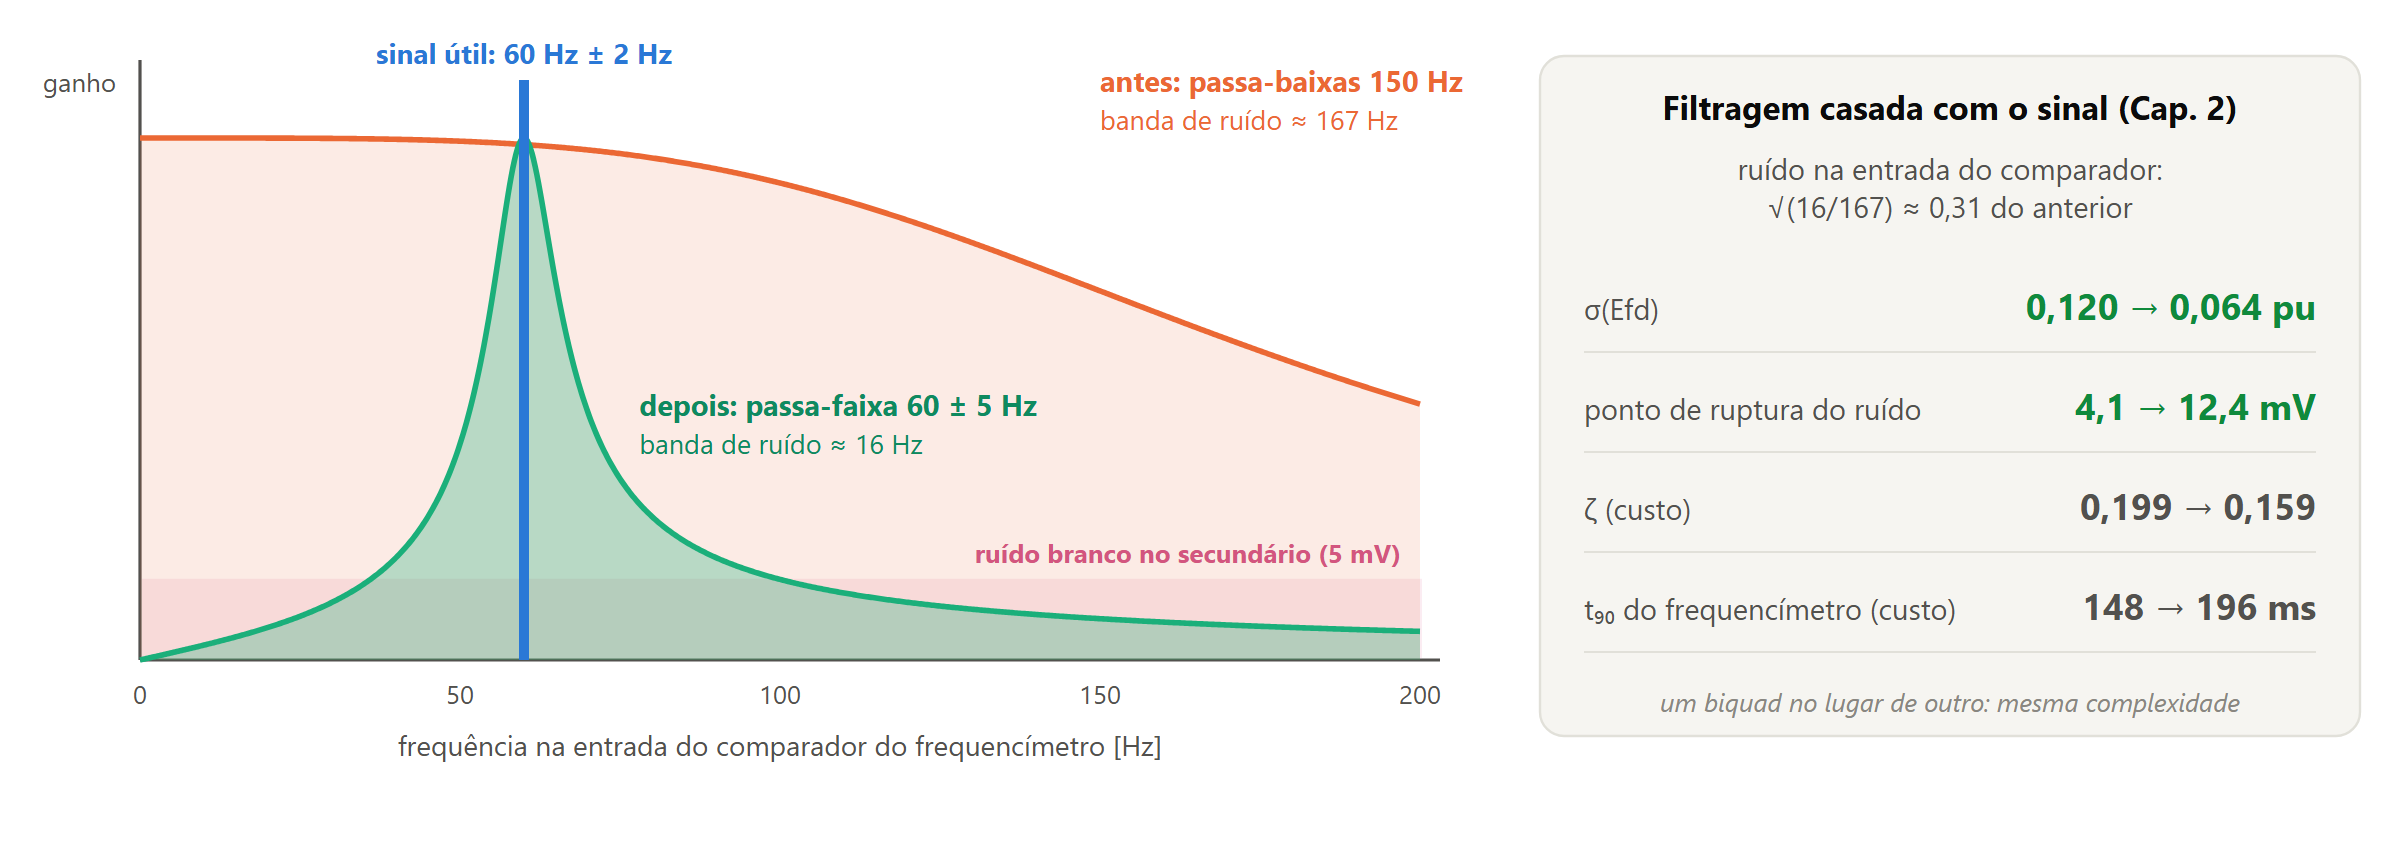 sinal útil: 60 Hz ± 2 Hz
ganho
antes: passa-baixas 150 Hz
banda de ruído ≈ 167 Hz
depois: passa-faixa 60 ± 5 Hz
banda de ruído ≈ 16 Hz
ruído branco no secundário (5 mV)
0
50
100
150
200
frequência na entrada do comparador do frequencímetro [Hz]
Filtragem casada com o sinal (Cap. 2)
ruído na entrada do comparador:
√(16/167) ≈ 0,31 do anterior
σ(Efd) 0,120 → 0,064 pu
ponto de ruptura do ruído 4,1 → 12,4 mV
ζ (custo) 0,199 → 0,159
t₉₀ do frequencímetro (custo) 148 → 196 ms
um biquad no lugar de outro: mesma complexidade